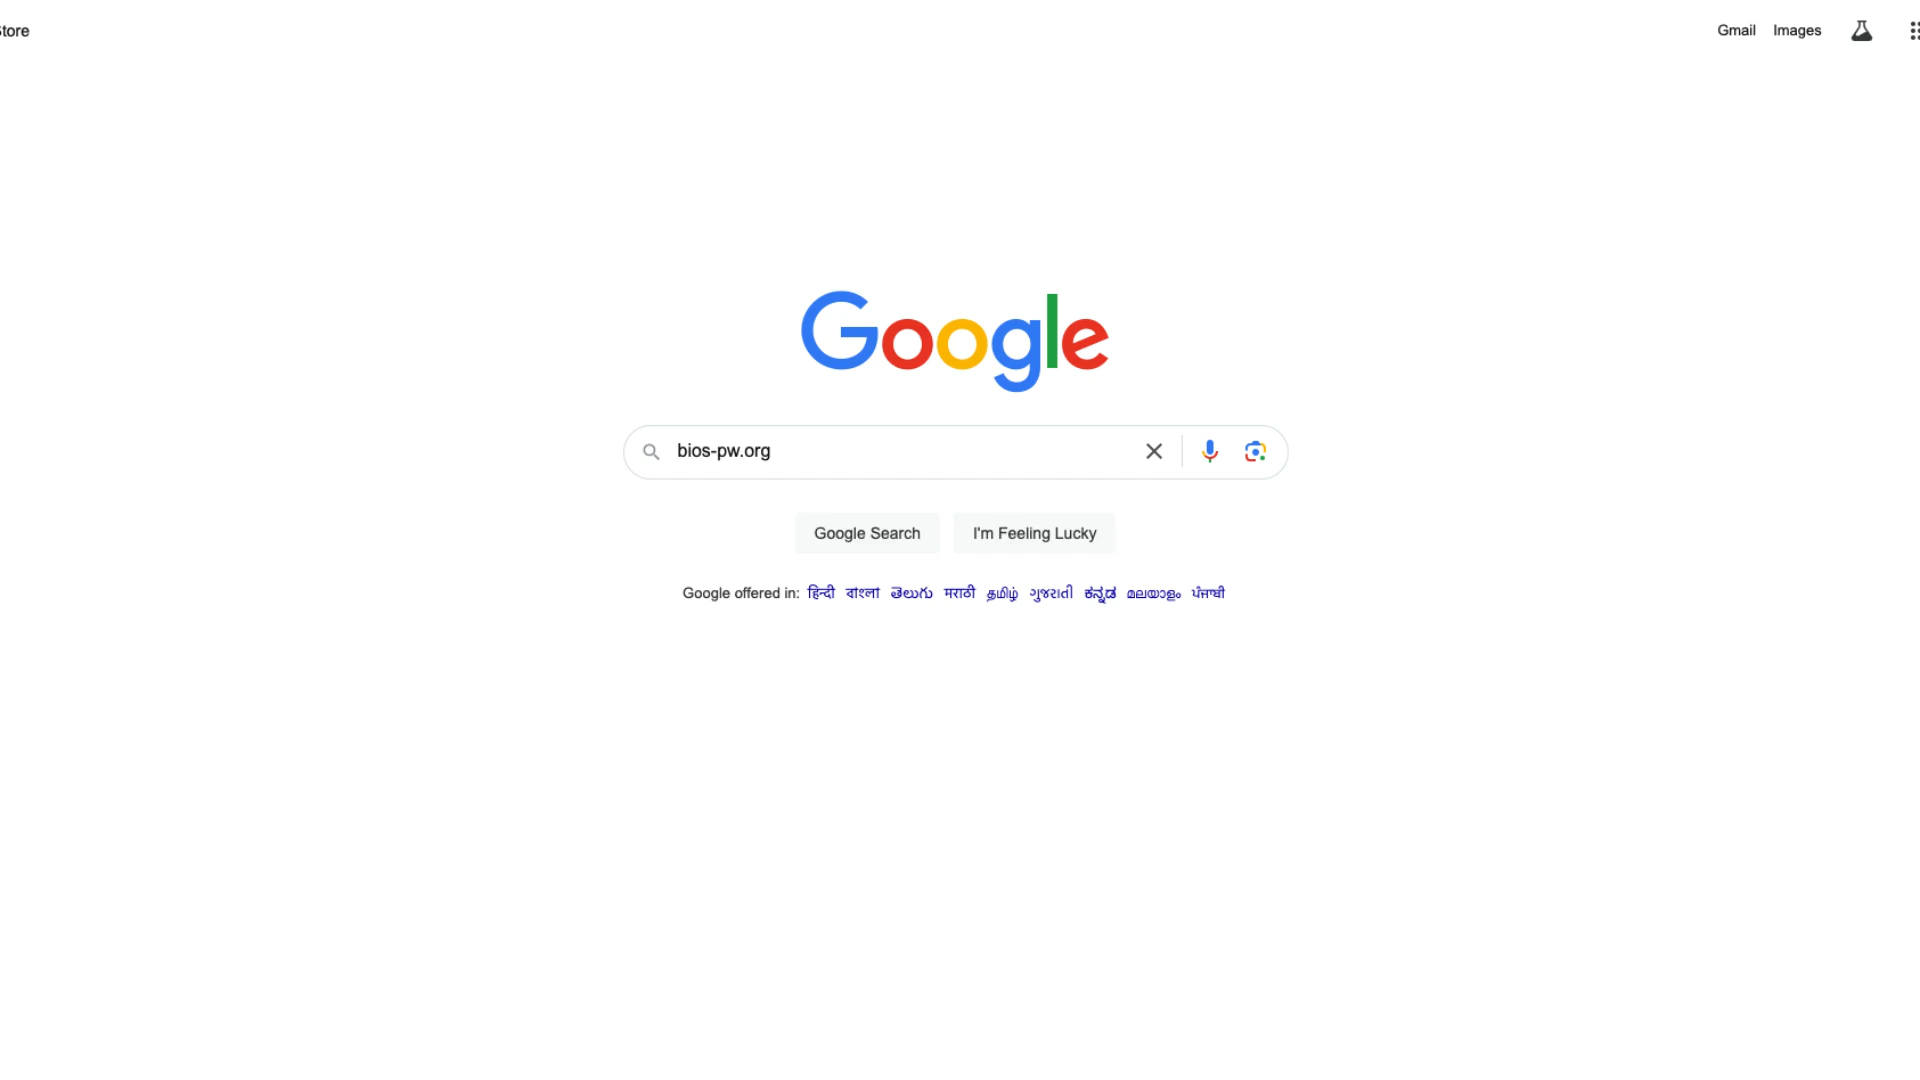 Store Gmail Images
Google
bios-pw.org
Google Search I'm Feeling Lucky
Google offered in: हिन्दी বাংলা తెలుగు मराठी தமிழ் ગુજરાતી ಕನ್ನಡ മലയാളം ਪੰਜਾਬੀ